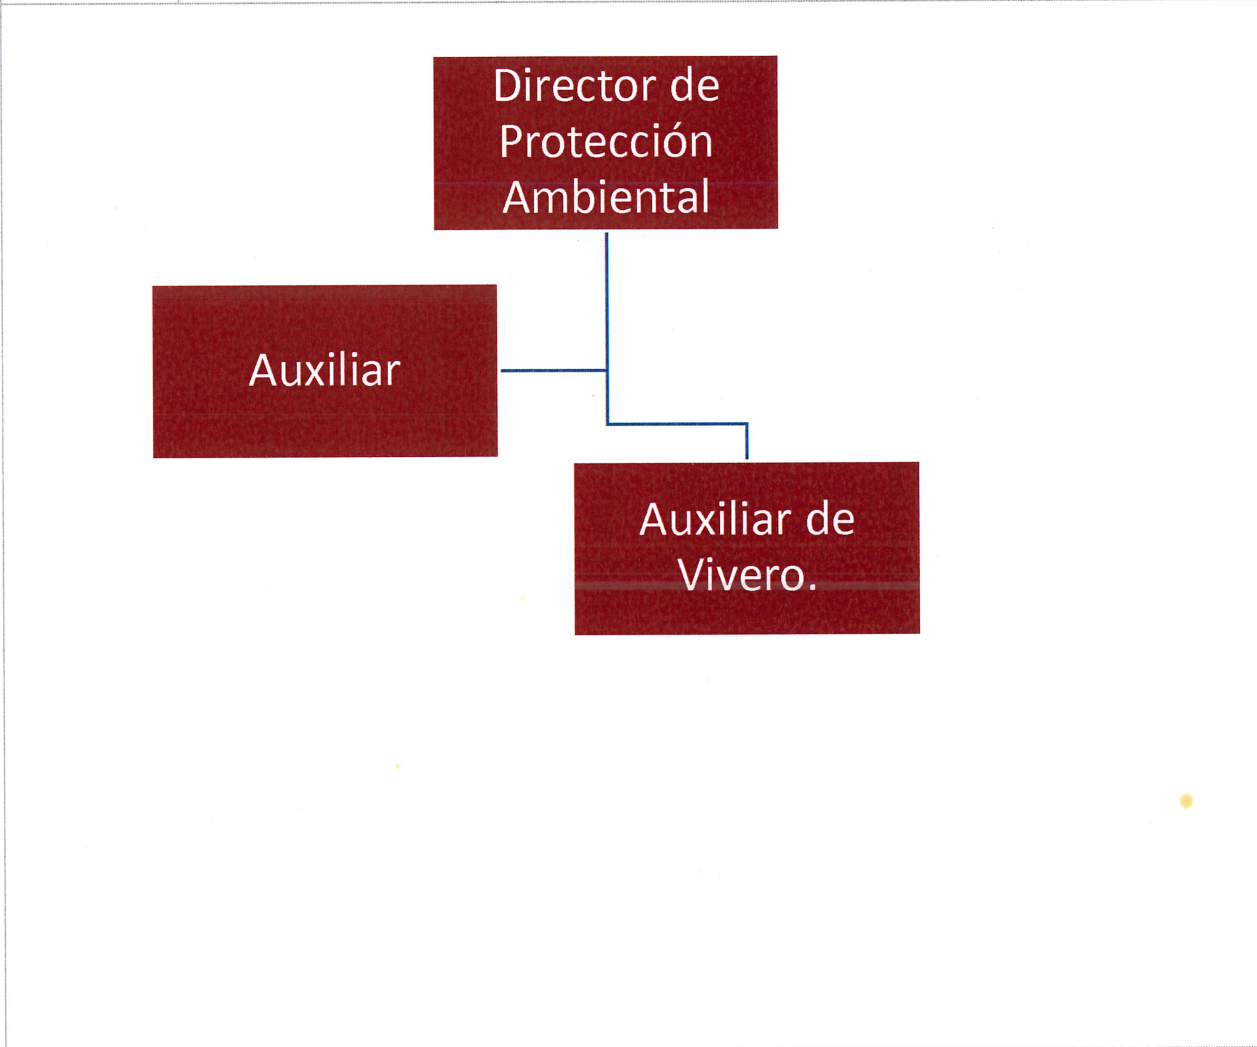 Director de
Protección
Ambiental
Auxiliar
Auxiliar de
Vivero.